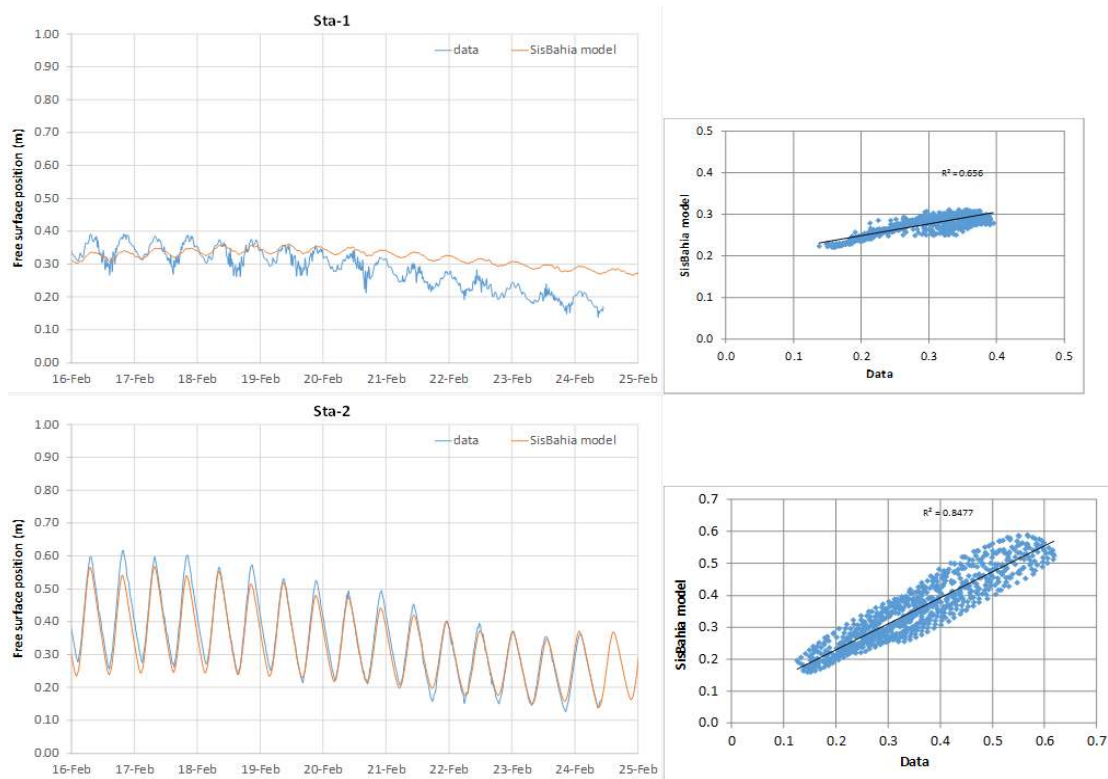 Sta-1
data
SisBahia model
Free surface position (m)
1.00
0.90
0.80
0.70
0.60
0.50
0.40
0.30
0.20
0.10
0.00
16-Feb 17-Feb 18-Feb 19-Feb 20-Feb 21-Feb 22-Feb 23-Feb 24-Feb 25-Feb
SisBahia model
0.5
0.4
0.3
0.2
0.1
0.0
R² = 0.656
0.0 0.1 0.2 0.3 0.4 0.5
Data
Sta-2
data
SisBahia model
Free surface position (m)
1.00
0.90
0.80
0.70
0.60
0.50
0.40
0.30
0.20
0.10
0.00
16-Feb 17-Feb 18-Feb 19-Feb 20-Feb 21-Feb 22-Feb 23-Feb 24-Feb 25-Feb
SisBahia model
0.7
0.6
0.5
0.4
0.3
0.2
0.1
0.0
R² = 0.8477
0 0.1 0.2 0.3 0.4 0.5 0.6 0.7
Data